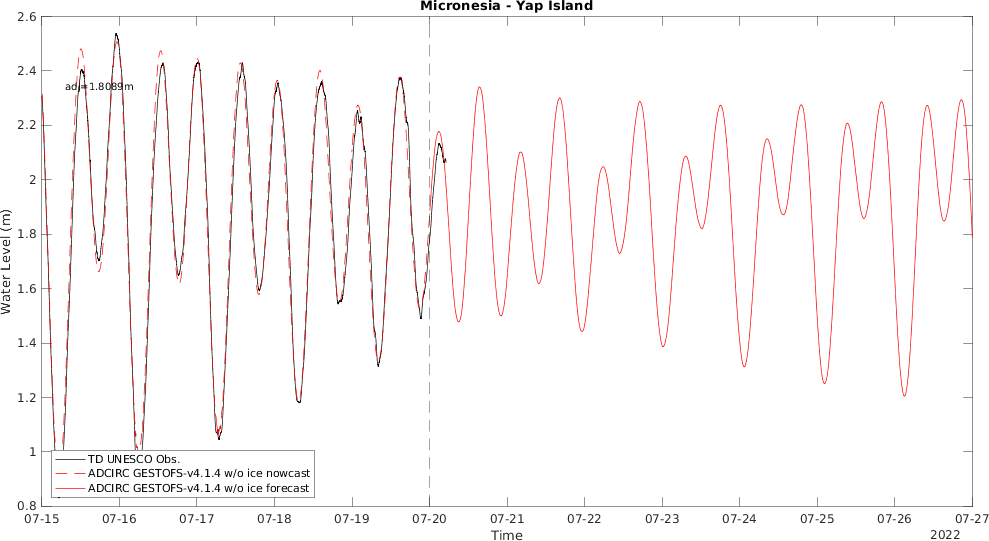 Micronesia - Yap Island
2.6
2.4
adj=1.8089m
2.2
2
1.8
1.6
1.4
1.2
1
0.8
Water Level (m)
TD UNESCO Obs.
ADCIRC GESTOFS-v4.1.4 w/o ice nowcast
ADCIRC GESTOFS-v4.1.4 w/o ice forecast
07-15 07-16 07-17 07-18 07-19 07-20 07-21 07-22 07-23 07-24 07-25 07-26 07-27
Time
2022